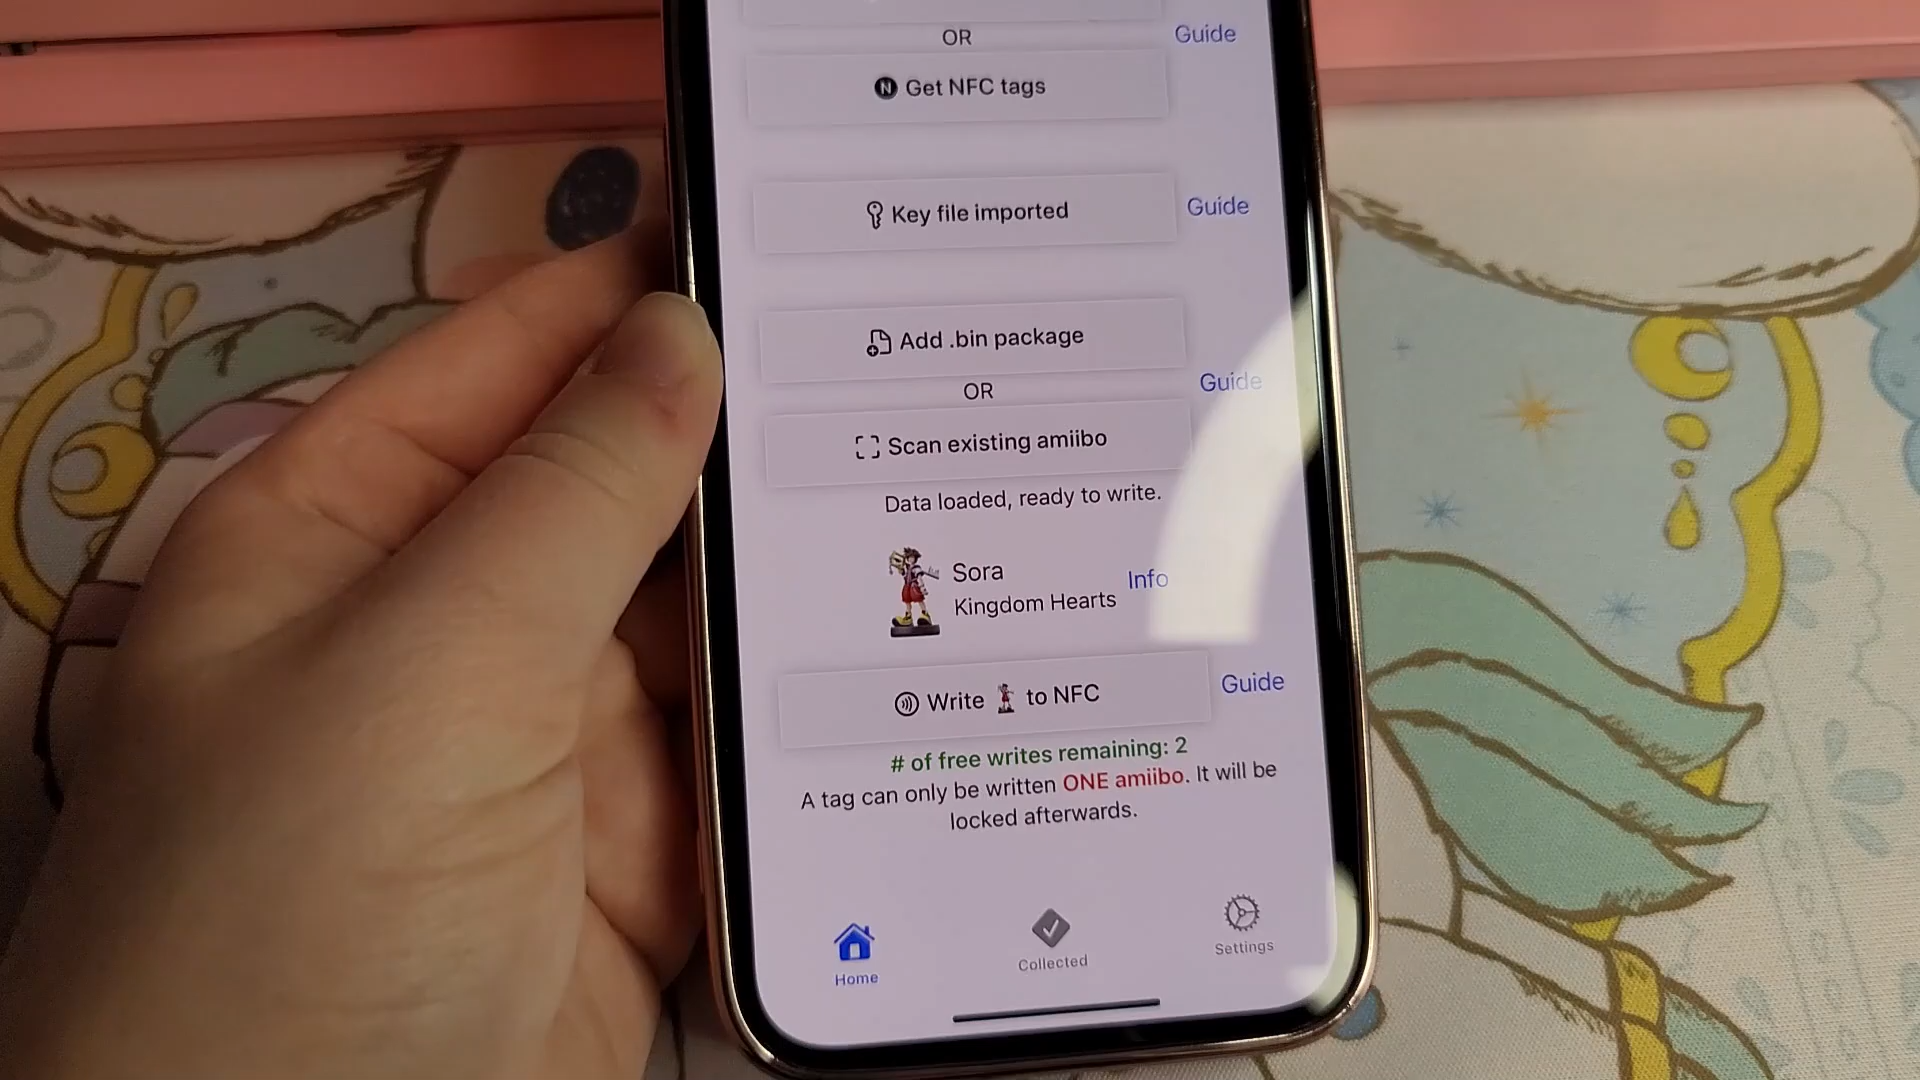 OR
Guide
Get NFC tags
Key file imported
Guide
Add .bin package
OR
Guide
Scan existing amiibo
Data loaded, ready to write.
Sora
Kingdom Hearts
Info
Write to NFC
Guide
# of free writes remaining: 2
A tag can only be written ONE amiibo. It will be
locked afterwards.
Home
Collected
Settings